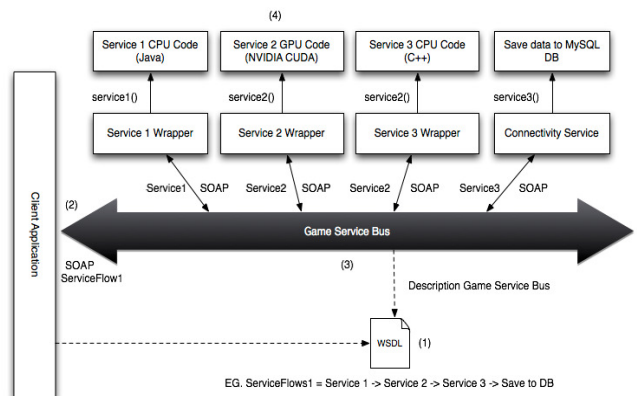 (4)
Service 1 CPU Code
(Java)
Service 2 GPU Code
(NVIDIA CUDA)
Service 3 CPU Code
(C++)
Save data to MySQL
DB
service1()
service2()
service2()
service3()
Service 1 Wrapper
Service 2 Wrapper
Service 3 Wrapper
Connectivity Service
Service1
SOAP
Service2
SOAP
Service2
SOAP
Service3
SOAP
Client Application
(2)
Game Service Bus
SOAP
ServiceFlow1
(3)
Description Game Service Bus
WSDL
(1)
EG. ServiceFlows1 = Service 1 -> Service 2 -> Service 3 -> Save to DB